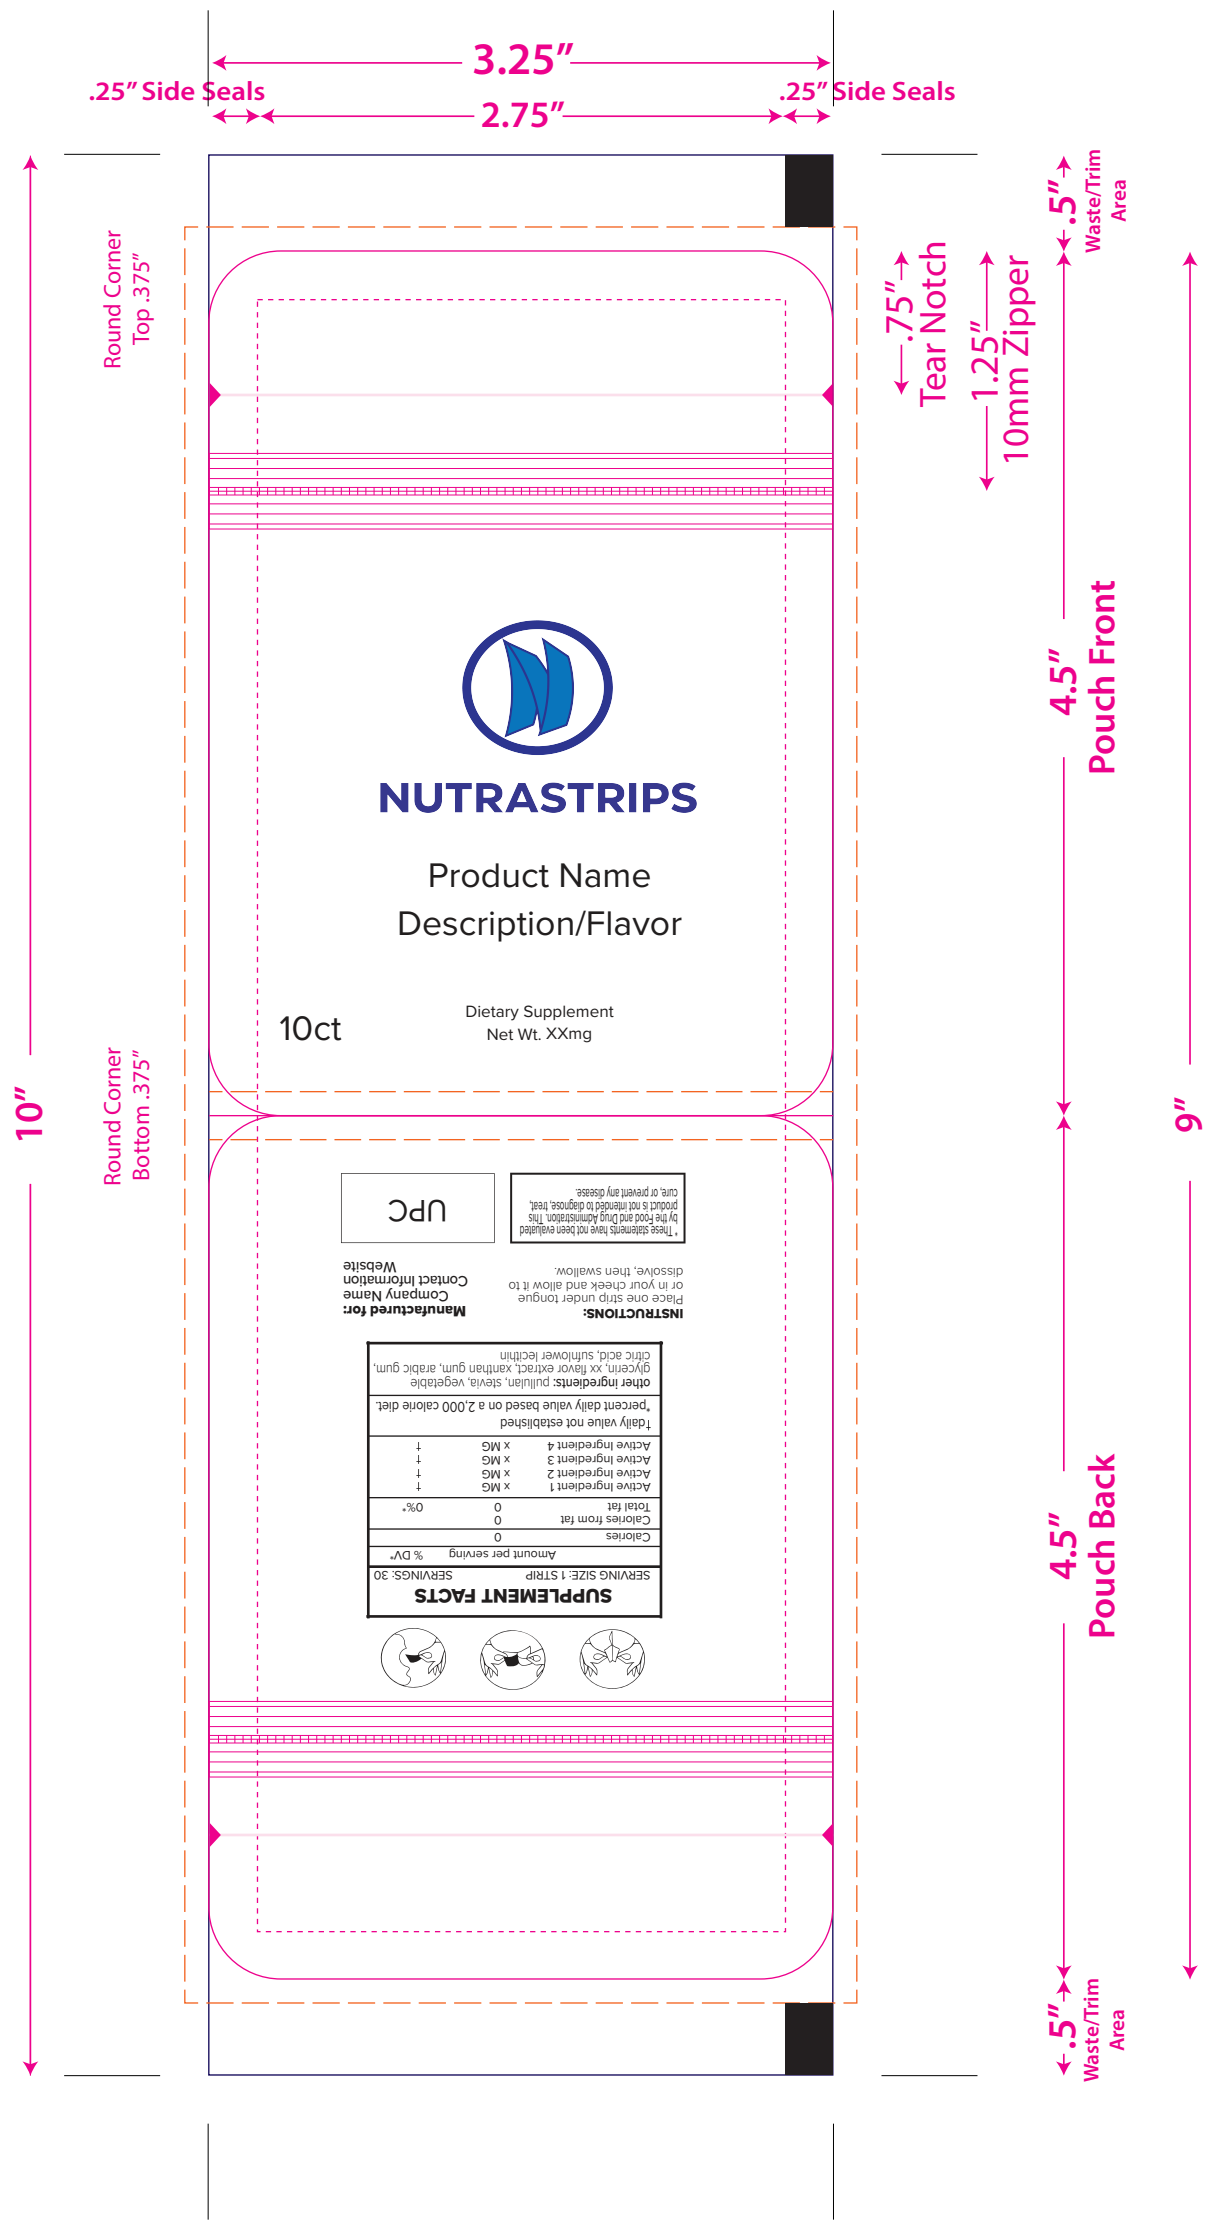 3.25”
.25” Side Seals
.25” Side Seals
2.75”
.5”
Waste/Trim
Area
Round Corner
Top .375”
.75”
Tear Notch
1.25”
10mm Zipper
4.5”
Pouch Front
NUTRASTRIPS
Product Name
Description/Flavor
Dietary Supplement
Net Wt. XXmg
10ct
10”
Round Corner
Bottom .375”
9”
4.5”
Pouch Back
SUPPLEMENT FACTS
SERVING SIZE: 1 STRIP SERVINGS: 30
Amount per serving % DV*
Calories 0
Calories from fat 0
Total fat 0 0%*
Active Ingredient 1 x MG †
Active Ingredient 2 x MG †
Active Ingredient 3 x MG †
Active Ingredient 4 x MG †
†daily value not established
*percent daily value based on a 2,000 calorie diet.
other ingredients: pullulan, stevia, vegetable
glycerin, xx flavor extract, xanthan gum, arabic gum,
citric acid, sufnlower lecithin
INSTRUCTIONS:
Place one strip under tongue
or in your cheek and allow it to
dissolve, then swallow.
Manufactured for:
Company Name
Contact Information
Website
* These statements have not been evaluated
by the Food and Drug Administration. This
product is not intended to diagnose, treat,
cure, or prevent any disease.
UPC
.5”
Waste/Trim
Area